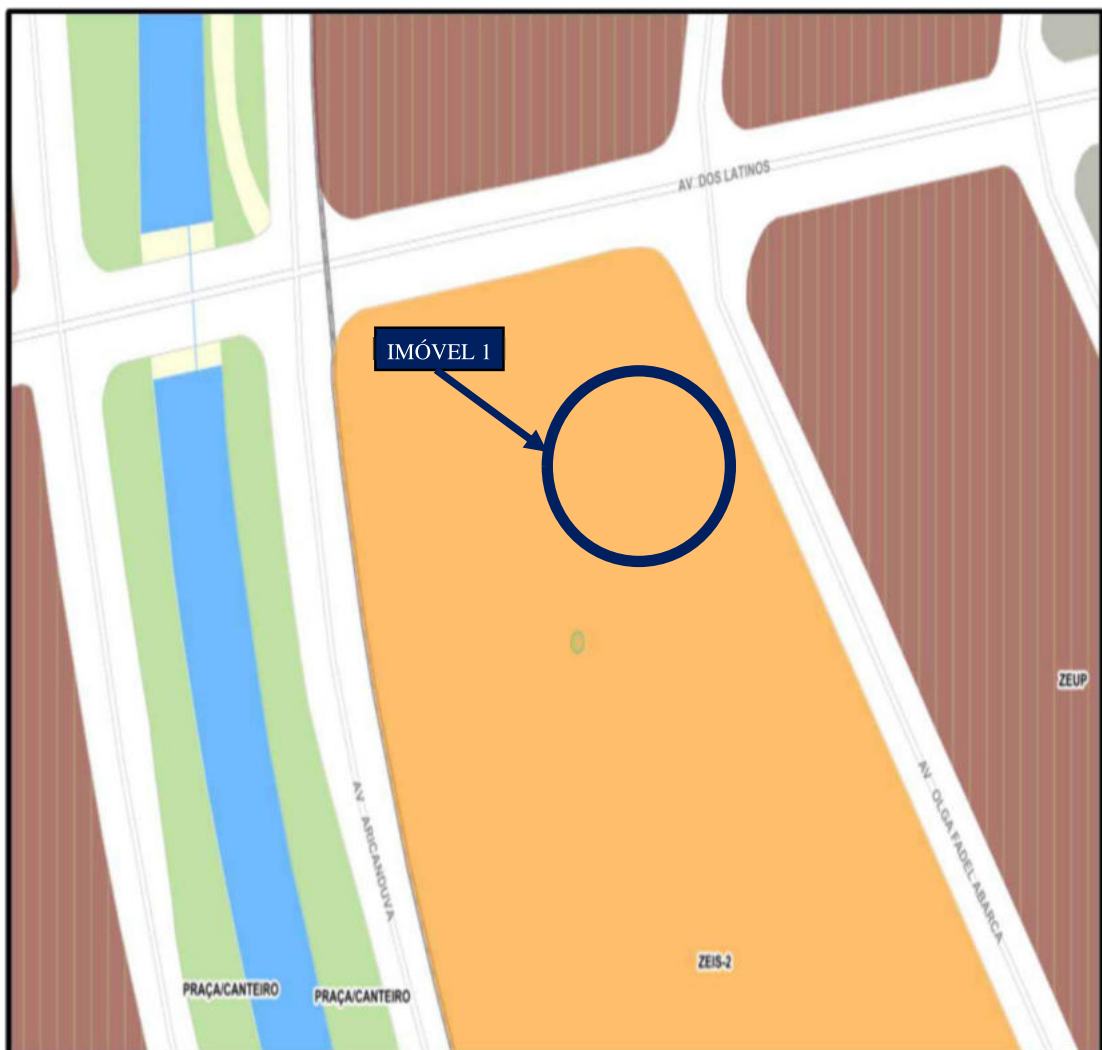 AV DOS LATINOS
IMÓVEL 1
ZEUP
AV ARICANDUVA
AV OLGA FADEL ABARCA
ZEIS-2
PRAÇA/CANTEIRO
PRAÇA/CANTEIRO